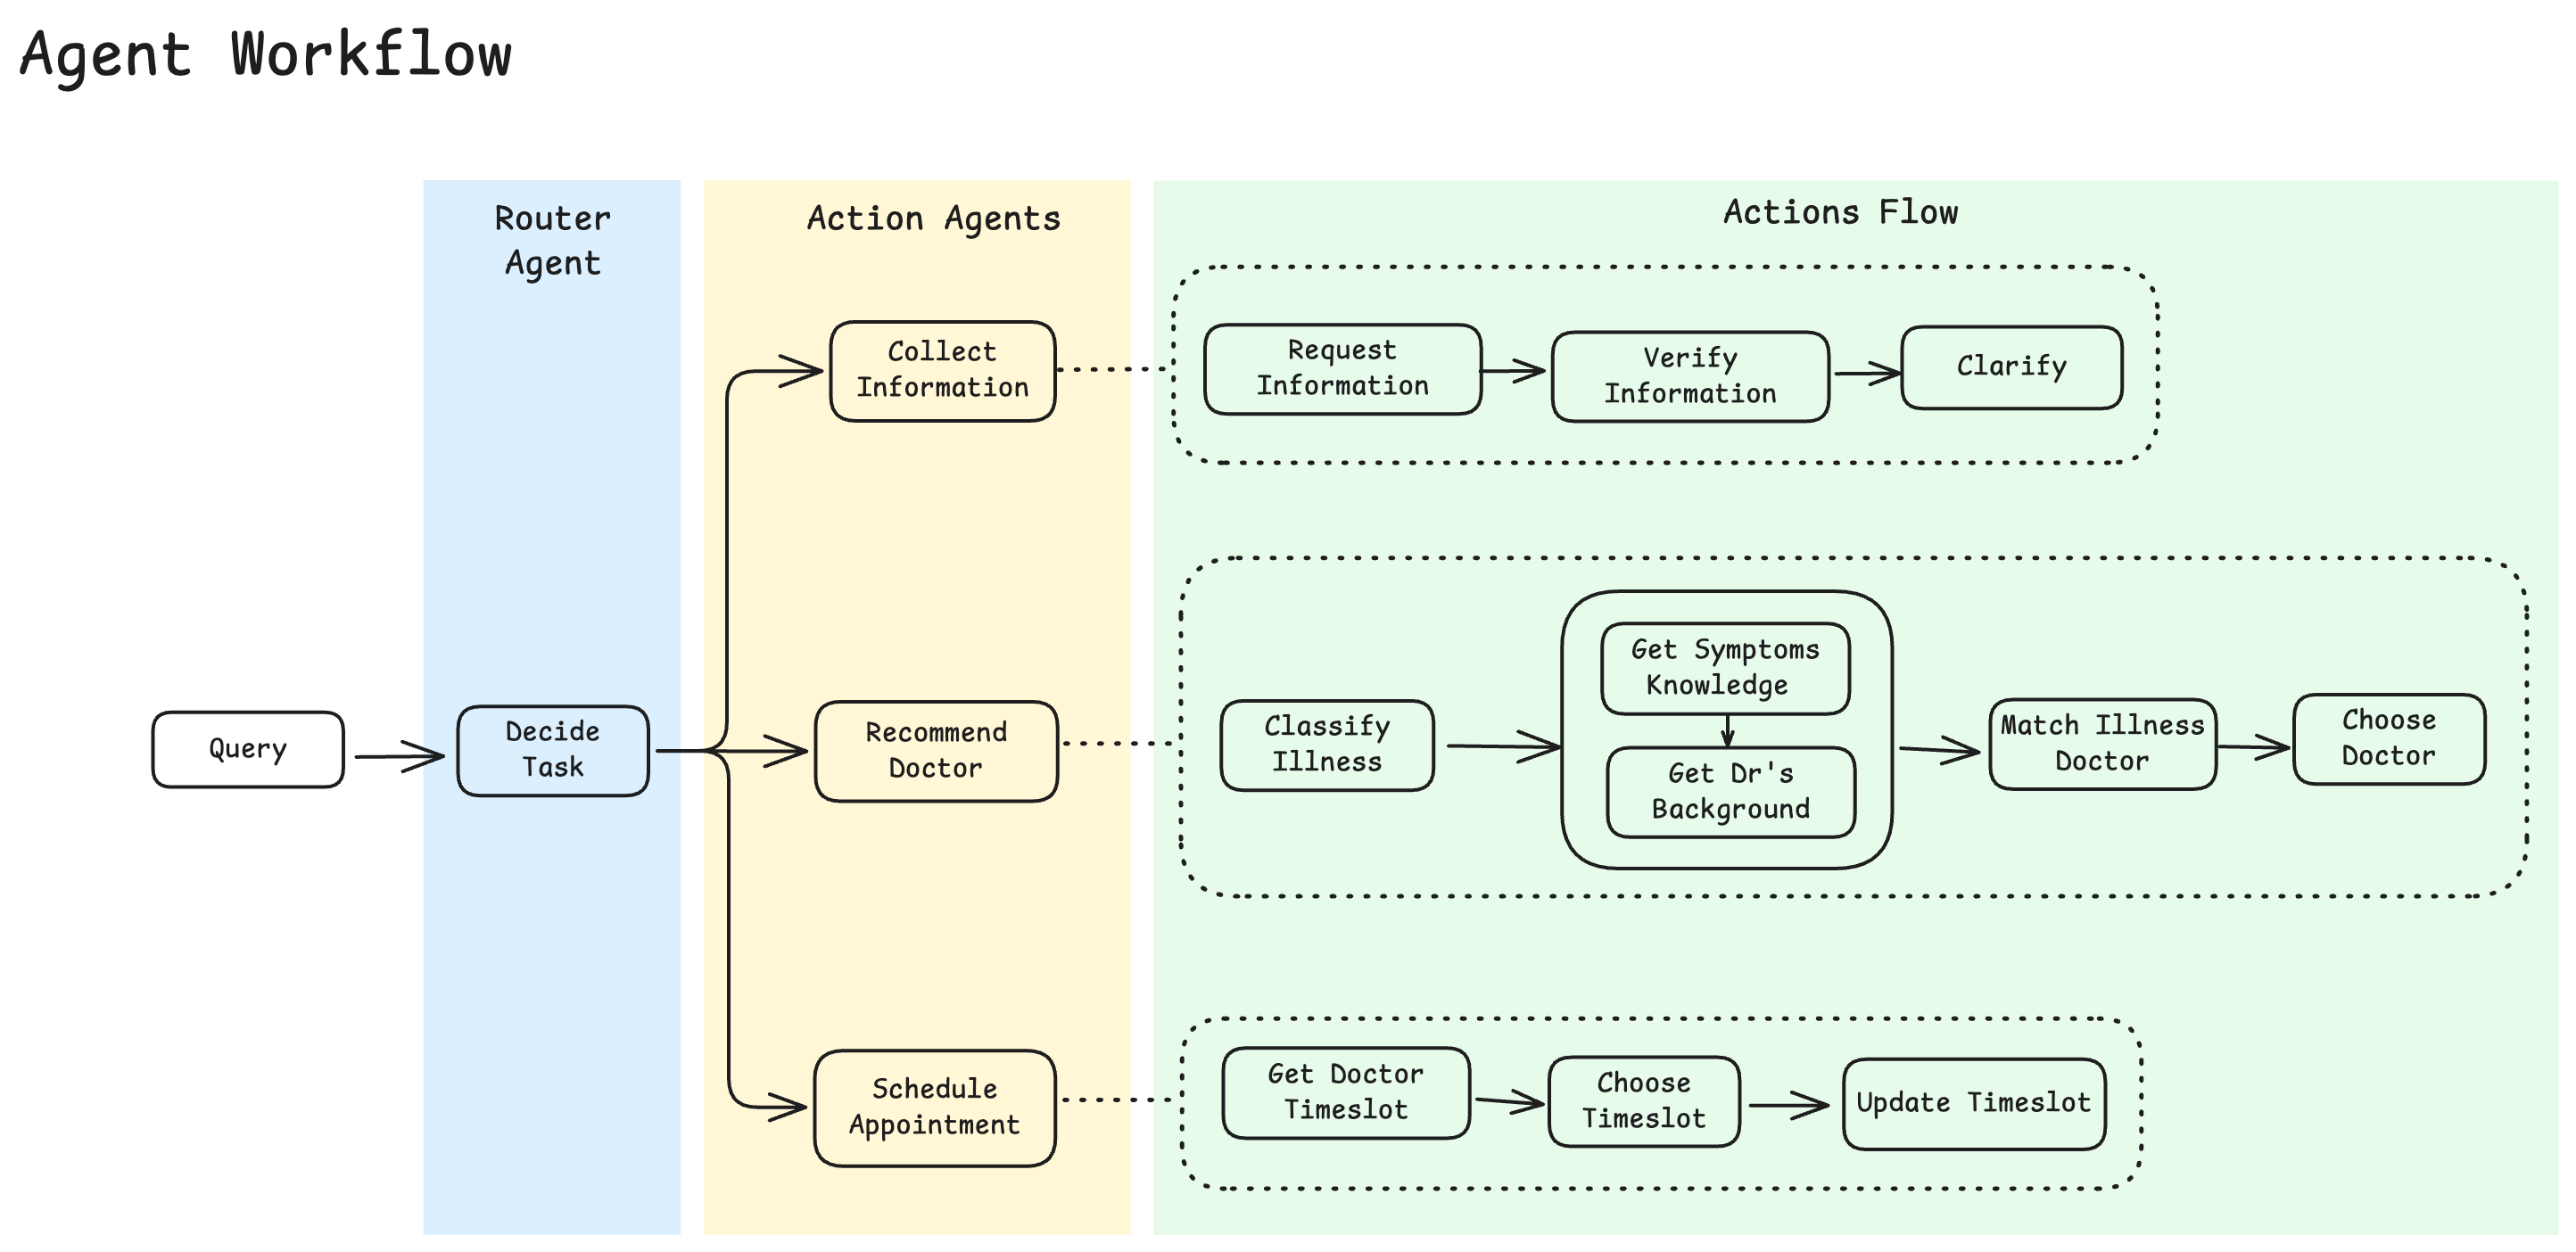 Agent Workflow
Router
Agent
Action Agents
Actions Flow
Collect
Information
Request
Information
Verify
Information
Clarify
Query
Decide
Task
Recommend
Doctor
Classify
Illness
Get Symptoms
Knowledge
Get Dr's
Background
Match Illness
Doctor
Choose
Doctor
Schedule
Appointment
Get Doctor
Timeslot
Choose
Timeslot
Update Timeslot